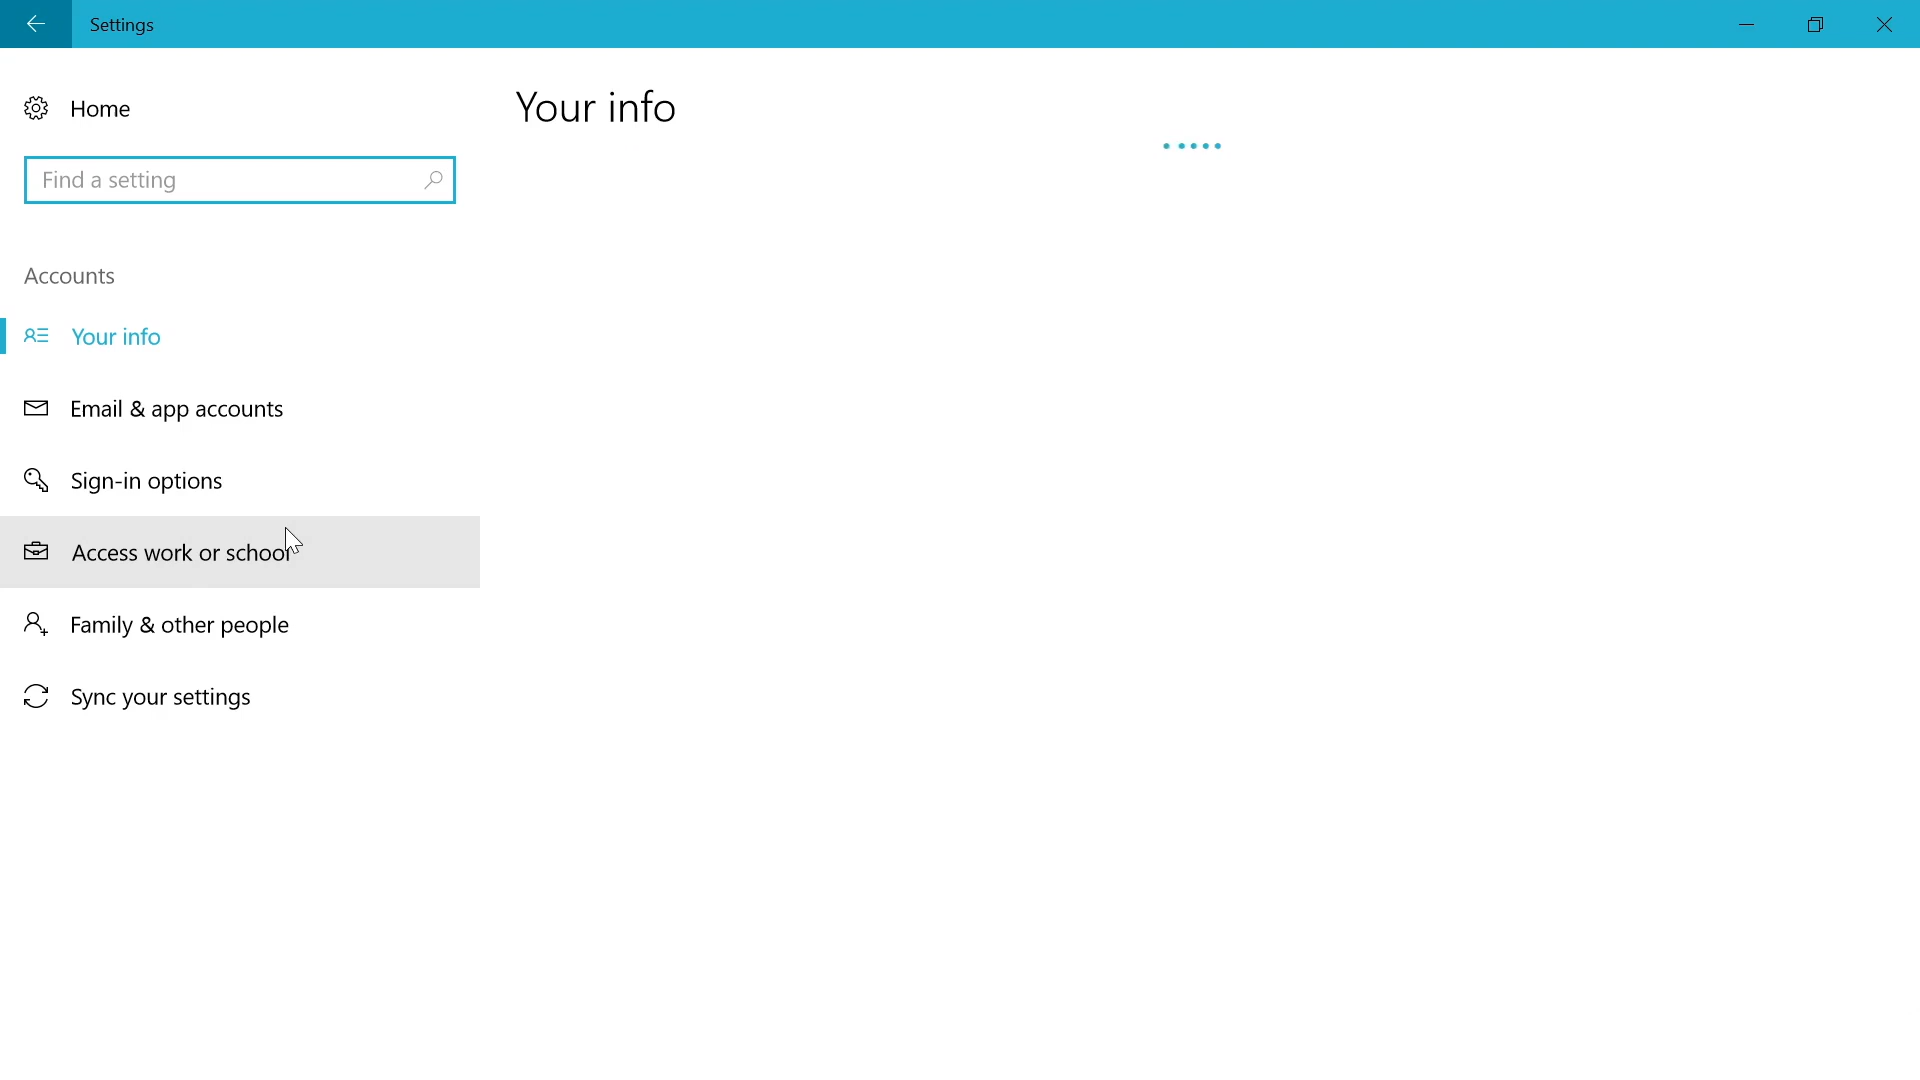 Settings
Home
Your info
Find a setting
Accounts
Your info
Email & app accounts
Sign-in options
Access work or school
Family & other people
Sync your settings